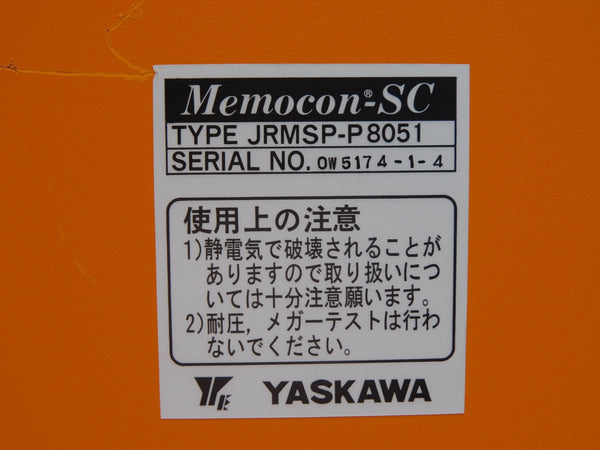 Memocon®-SC
TYPE JRMSP-P8051
SERIAL NO. 0W5174-1-4
使用上の注意
1)静電気で破壊されることが
ありますので取り扱いにつ
いては十分注意願います。
2)耐圧，メガーテストは行わ
ないでください。
YE YASKAWA